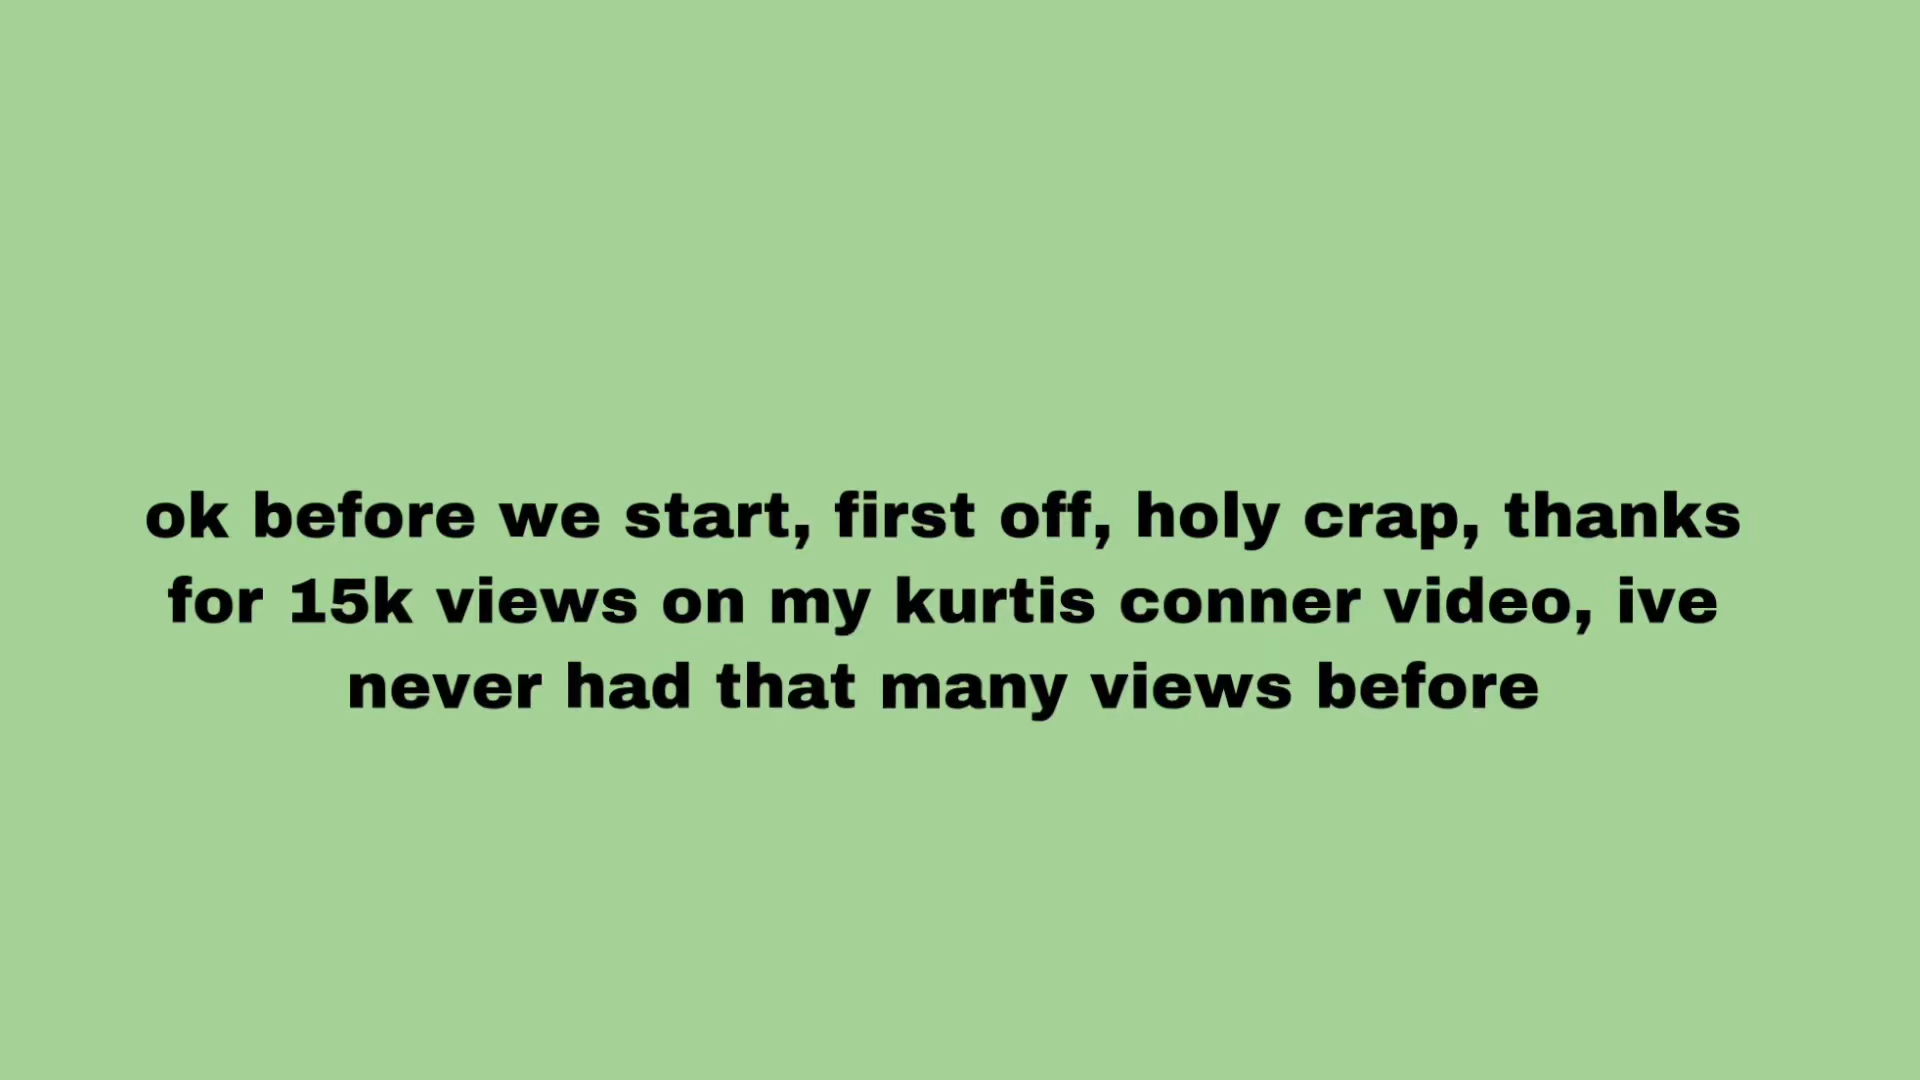 ok before we start, first off, holy crap, thanks
for 15k views on my kurtis conner video, ive
never had that many views before